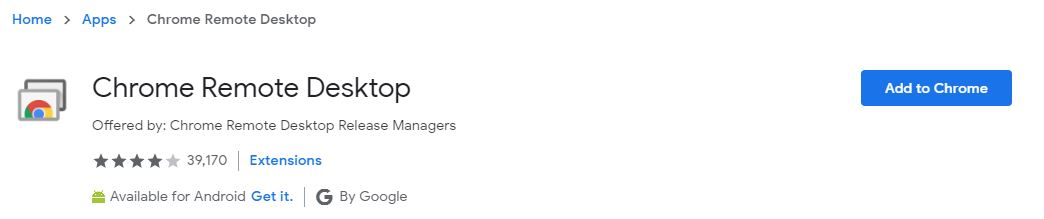 Home > Apps > Chrome Remote Desktop
Chrome Remote Desktop
Add to Chrome
Offered by: Chrome Remote Desktop Release Managers
39,170 | Extensions
Available for Android Get it. | G By Google